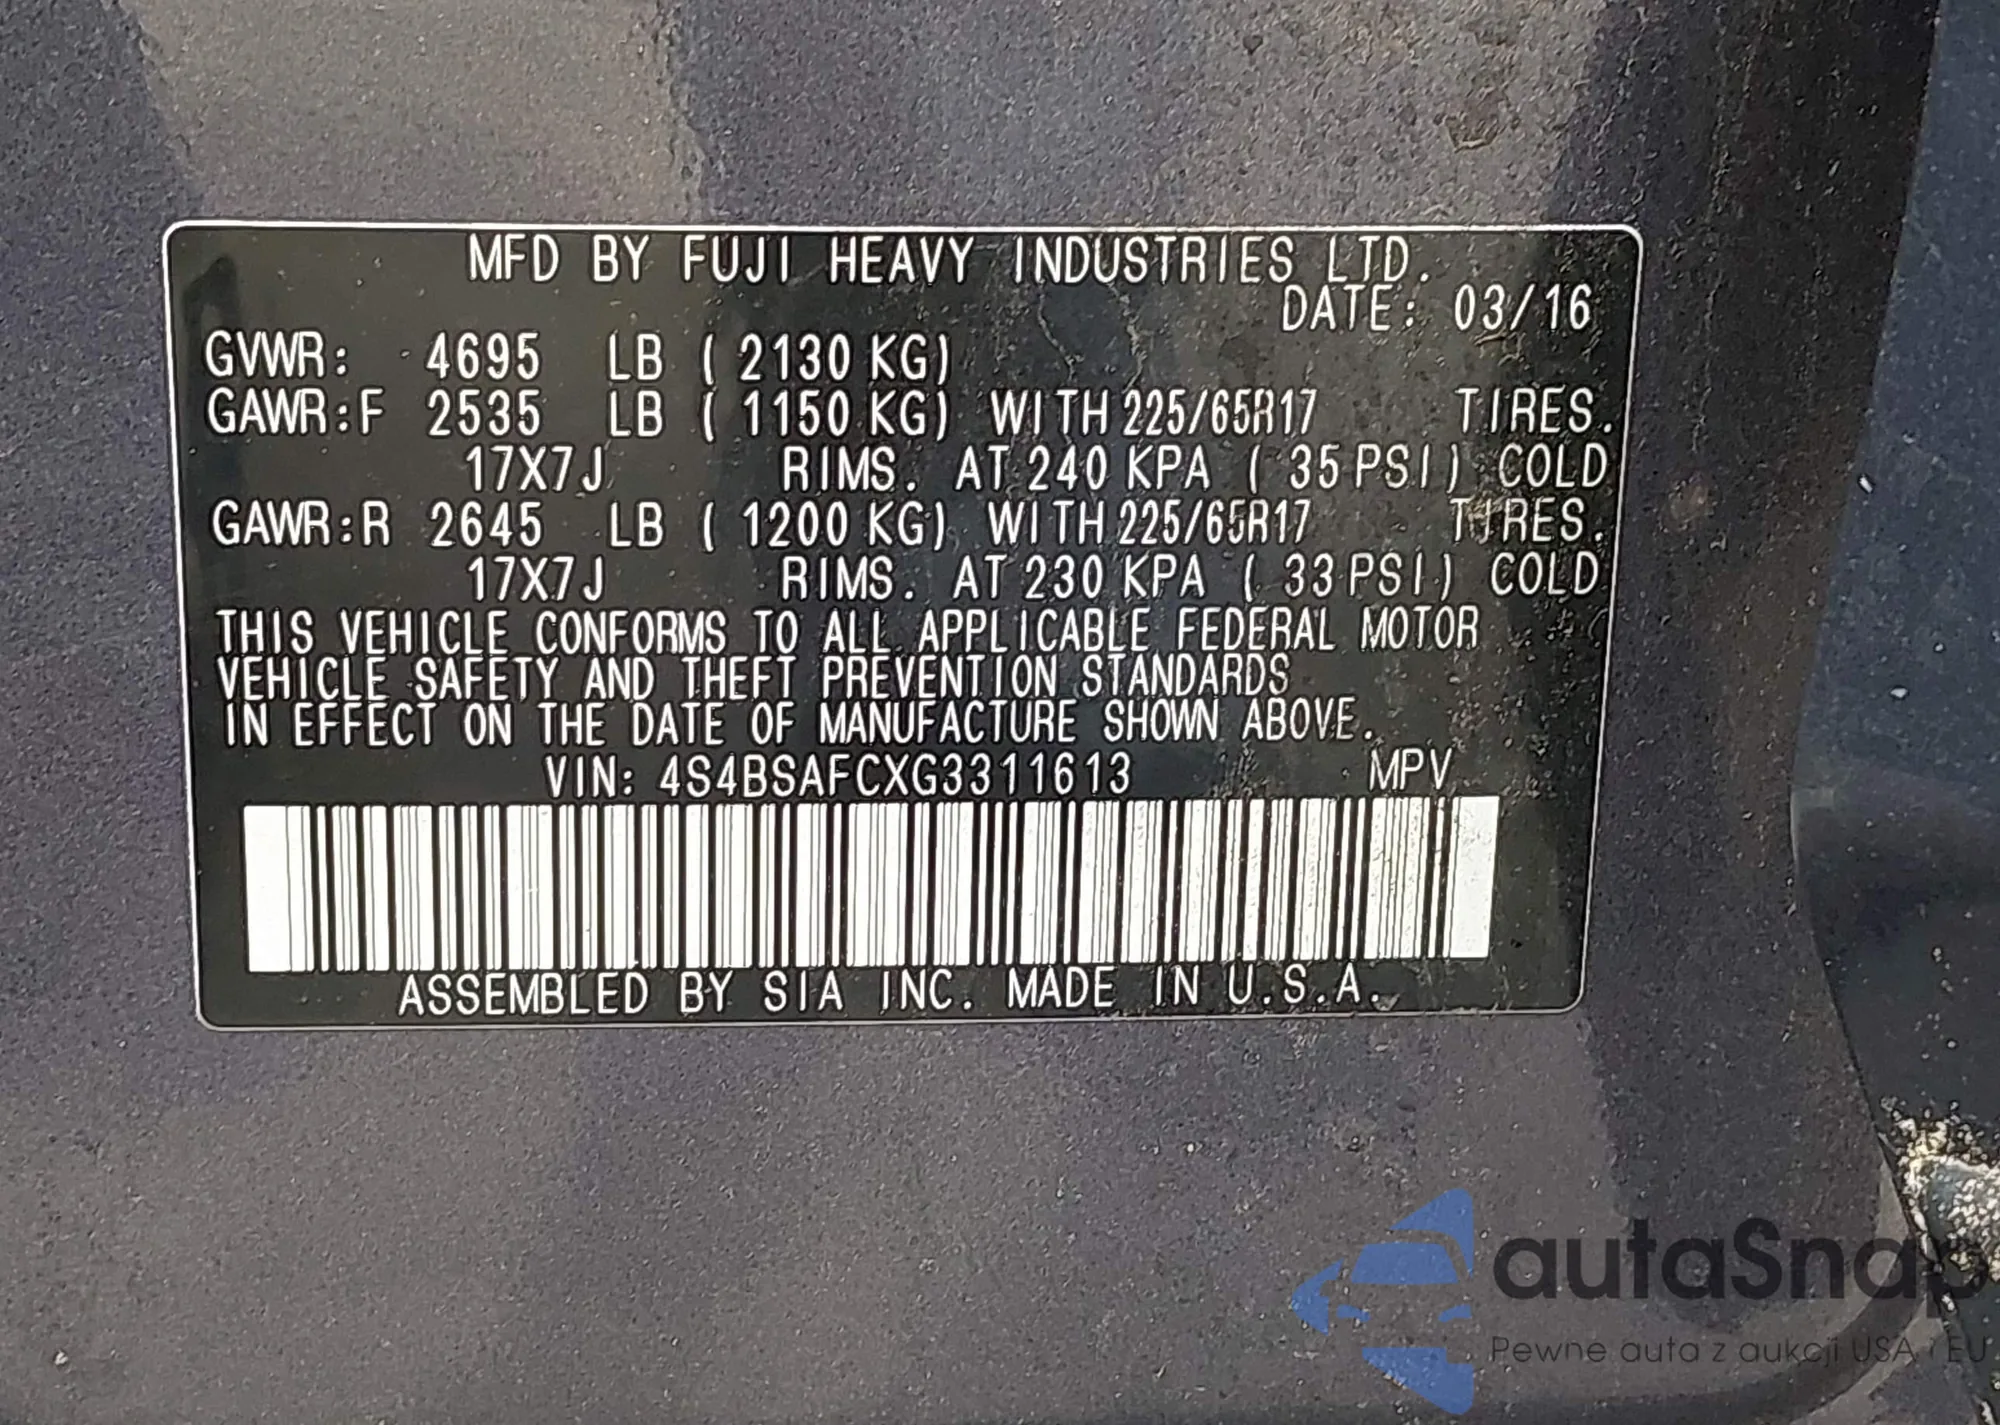 MFD BY FUJI HEAVY INDUSTRIES LTD.
DATE: 03/16
GVWR: 4695 LB ( 2130 KG)
GAWR:F 2535 LB ( 1150 KG) WITH 225/65R17 TIRES.
17X7J RIMS. AT 240 KPA ( 35 PSI) COLD
GAWR:R 2645 LB ( 1200 KG) WITH 225/65R17 TIRES.
17X7J RIMS. AT 230 KPA ( 33 PSI) COLD
THIS VEHICLE CONFORMS TO ALL APPLICABLE FEDERAL MOTOR
VEHICLE SAFETY AND THEFT PREVENTION STANDARDS
IN EFFECT ON THE DATE OF MANUFACTURE SHOWN ABOVE.
VIN: 4S4BSAFCXG3311613 MPV
ASSEMBLED BY SIA INC. MADE IN U.S.A.
autaSnap
Pewne auta z aukcji USA i EU